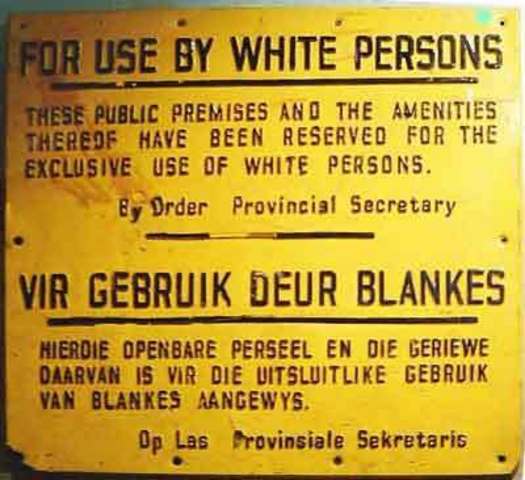 FOR USE BY WHITE PERSONS
THESE PUBLIC PREMISES AND THE AMENITIES
THEREOF HAVE BEEN RESERVED FOR THE
EXCLUSIVE USE OF WHITE PERSONS.
By Order Provincial Secretary
VIR GEBRUIK DEUR BLANKES
HIERDIE OPENBARE PERSEEL EN DIE GERIEWE
DAARVAN IS VIR DIE UITSLUITLIKE GEBRUIK
VAN BLANKES AANGEWYS.
Op Las Provinsiale Sekretaris